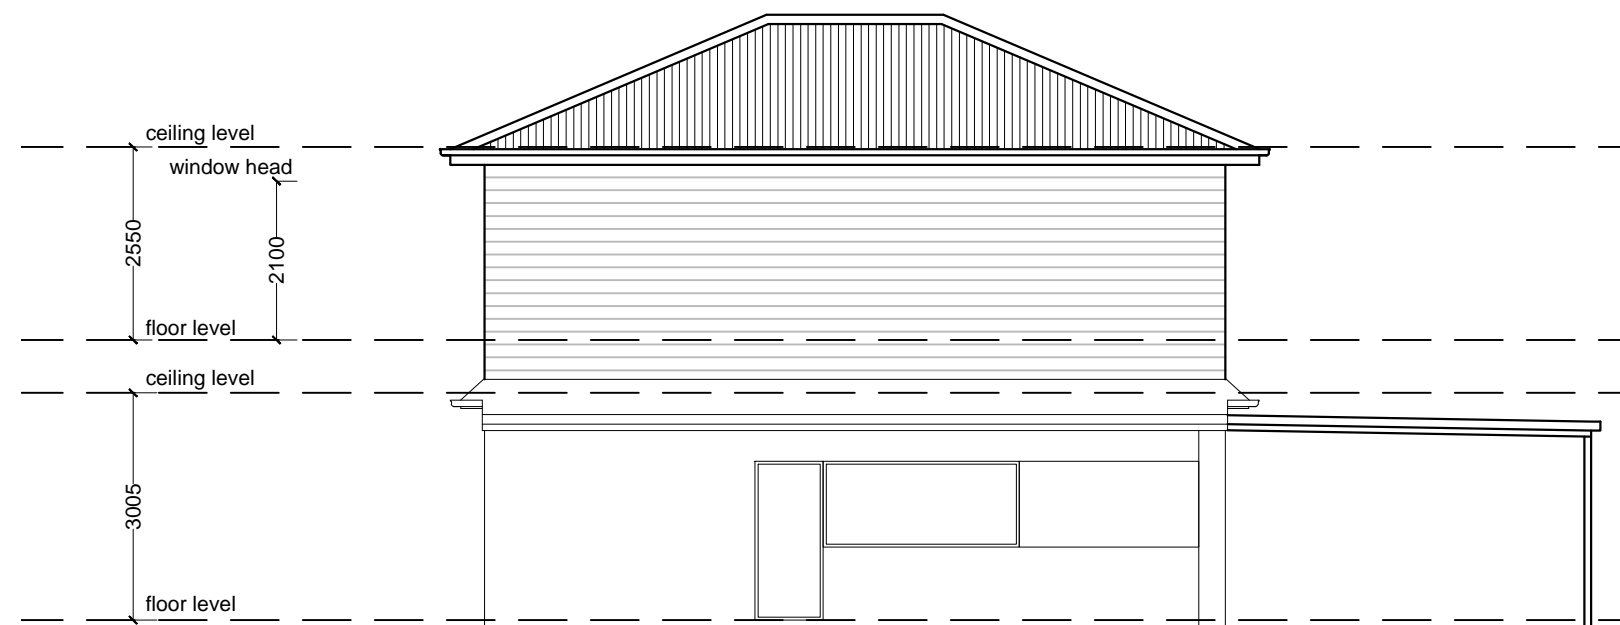 ceiling level
window head
2550
2100
floor level
ceiling level
3005
floor level